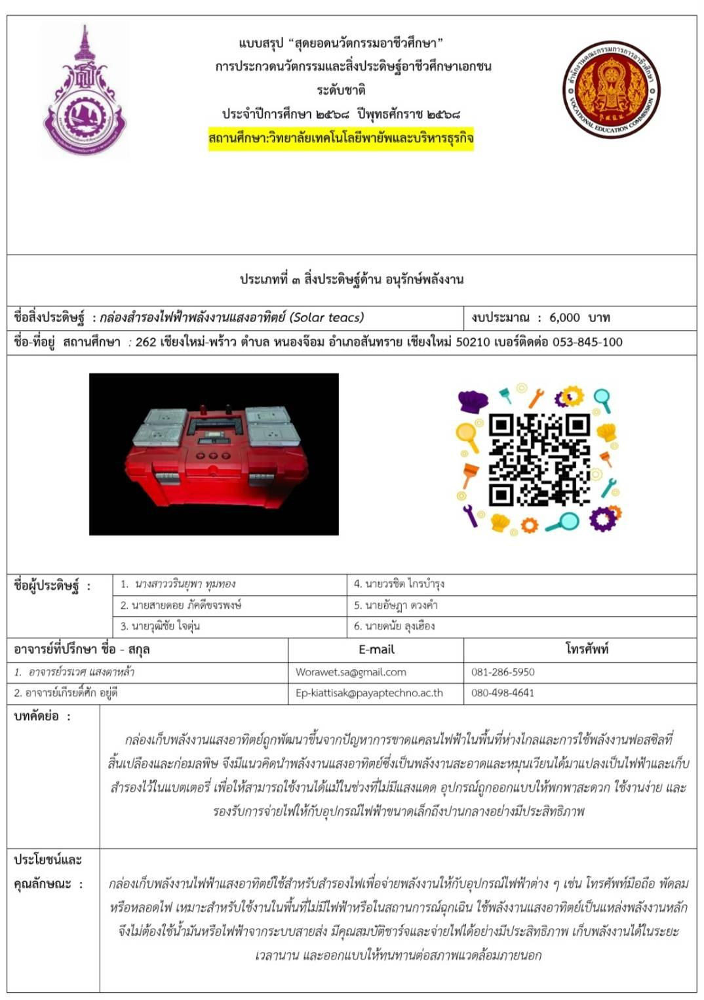 แบบสรุป “สุดยอดนวัตกรรมอาชีวศึกษา”
การประกวดนวัตกรรมและสิ่งประดิษฐ์อาชีวศึกษาเอกชน
ระดับชาติ
ประจำปีการศึกษา ๒๕๖๘ ปีพุทธศักราช ๒๕๖๘
สถานศึกษา:วิทยาลัยเทคโนโลยีพายัพและบริหารธุรกิจ
สำนักงานคณะกรรมการการอาชีวศึกษา
VOCATIONAL EDUCATION COMMISSION
ประเภทที่ ๓ สิ่งประดิษฐ์ด้าน อนุรักษ์พลังงาน
ชื่อสิ่งประดิษฐ์ : กล่องสำรองไฟฟ้าพลังงานแสงอาทิตย์ (Solar teacs)
งบประมาณ : 6,000 บาท
ชื่อ-ที่อยู่ สถานศึกษา : 262 เชียงใหม่-พร้าว ตำบล หนองจ๊อม อำเภอสันทราย เชียงใหม่ 50210 เบอร์ติดต่อ 053-845-100
ชื่อผู้ประดิษฐ์ :
1. นางสาววรินยุพา ทุมทอง
4. นายวรชิต ไกรบำรุง
2. นายสายดอย ภัคดีขจรพงษ์
5. นายอัษฎา ดวงคำ
3. นายวุฒิชัย ใจตุ่น
6. นายดนัย ลุงเฮือง
อาจารย์ที่ปรึกษา ชื่อ - สกุล
E-mail
โทรศัพท์
1. อาจารย์วรเวศ แสงตาหล้า
Worawet.sa@gmail.com
081-286-5950
2. อาจารย์เกีรยติ์ศัก อยู่ดี
Ep-kiattisak@payaptechno.ac.th
080-498-4641
บทคัดย่อ :
กล่องเก็บพลังงานแสงอาทิตย์ถูกพัฒนาขึ้นจากปัญหาการขาดแคลนไฟฟ้าในพื้นที่ห่างไกลและการใช้พลังงานฟอสซิลที่
สิ้นเปลืองและก่อมลพิษ จึงมีแนวคิดนำพลังงานแสงอาทิตย์ซึ่งเป็นพลังงานสะอาดและหมุนเวียนได้มาแปลงเป็นไฟฟ้าและเก็บ
สำรองไว้ในแบตเตอรี่ เพื่อให้สามารถใช้งานได้แม้ในช่วงที่ไม่มีแสงแดด อุปกรณ์ถูกออกแบบให้พกพาสะดวก ใช้งานง่าย และ
รองรับการจ่ายไฟให้กับอุปกรณ์ไฟฟ้าขนาดเล็กถึงปานกลางอย่างมีประสิทธิภาพ
ประโยชน์และ
คุณลักษณะ :
กล่องเก็บพลังงานไฟฟ้าแสงอาทิตย์ใช้สำหรับสำรองไฟเพื่อจ่ายพลังงานให้กับอุปกรณ์ไฟฟ้าต่าง ๆ เช่น โทรศัพท์มือถือ พัดลม
หรือหลอดไฟ เหมาะสำหรับใช้งานในพื้นที่ไม่มีไฟฟ้าหรือในสถานการณ์ฉุกเฉิน ใช้พลังงานแสงอาทิตย์เป็นแหล่งพลังงานหลัก
จึงไม่ต้องใช้น้ำมันหรือไฟฟ้าจากระบบสายส่ง มีคุณสมบัติชาร์จและจ่ายไฟได้อย่างมีประสิทธิภาพ เก็บพลังงานได้ในระยะ
เวลานาน และออกแบบให้ทนทานต่อสภาพแวดล้อมภายนอก